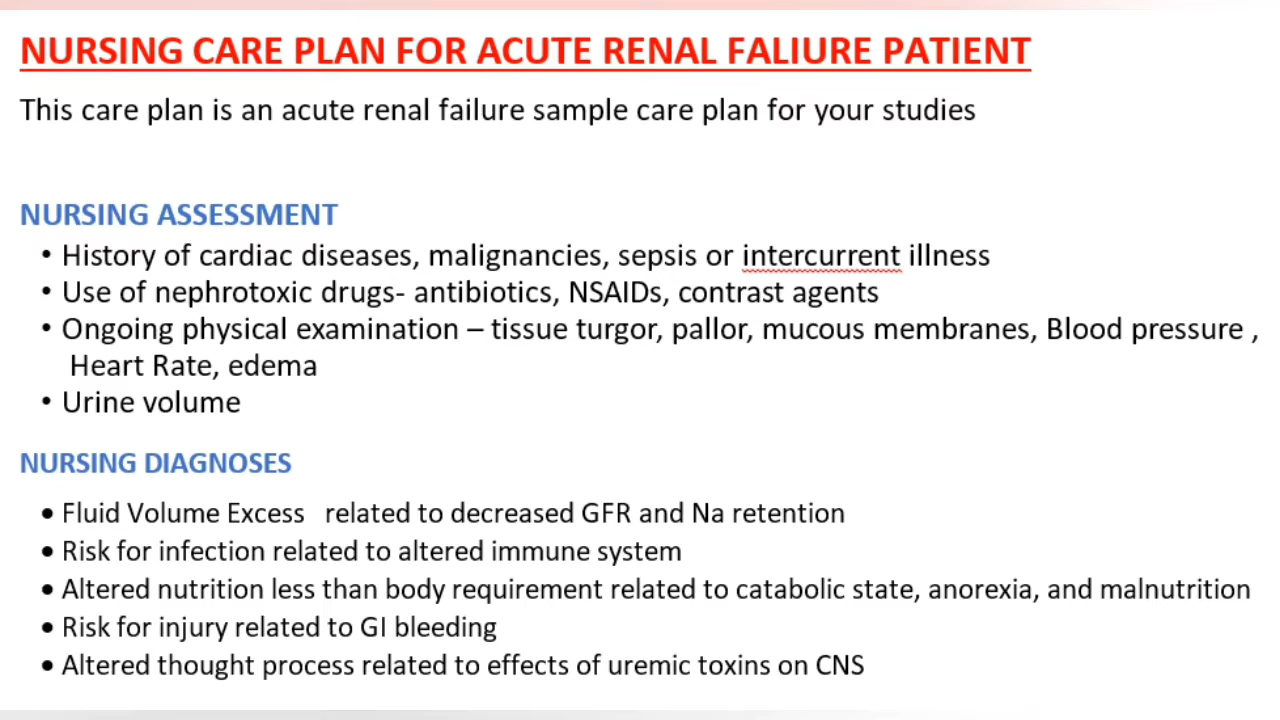 NURSING CARE PLAN FOR ACUTE RENAL FALIURE PATIENT
This care plan is an acute renal failure sample care plan for your studies
NURSING ASSESSMENT
• History of cardiac diseases, malignancies, sepsis or intercurrent illness
• Use of nephrotoxic drugs- antibiotics, NSAIDs, contrast agents
• Ongoing physical examination – tissue turgor, pallor, mucous membranes, Blood pressure ,
Heart Rate, edema
• Urine volume
NURSING DIAGNOSES
• Fluid Volume Excess related to decreased GFR and Na retention
• Risk for infection related to altered immune system
• Altered nutrition less than body requirement related to catabolic state, anorexia, and malnutrition
• Risk for injury related to GI bleeding
• Altered thought process related to effects of uremic toxins on CNS